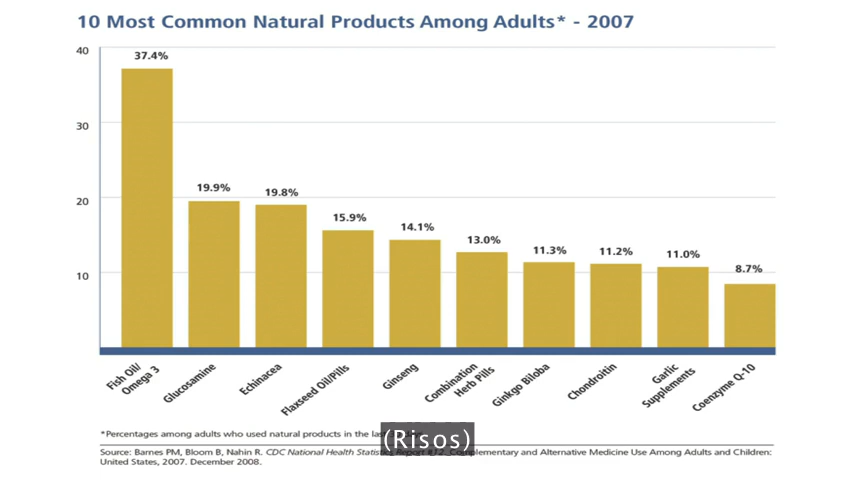 10 Most Common Natural Products Among Adults* - 2007
40
30
20
10
37.4%
19.9%
19.8%
15.9%
14.1%
13.0%
11.3%
11.2%
11.0%
8.7%
Fish Oil/
Omega 3
Glucosamine
Echinacea
Flaxseed Oil/Pills
Ginseng
Combination
Herb Pills
Ginkgo Biloba
Chondroitin
Garlic
Supplements
Coenzyme Q-10
*Percentages among adults who used natural products in the last
(Risos)
Source: Barnes PM, Bloom B, Nahin R. CDC National Health Statistics Report #12. Complementary and Alternative Medicine Use Among Adults and Children:
United States, 2007. December 2008.